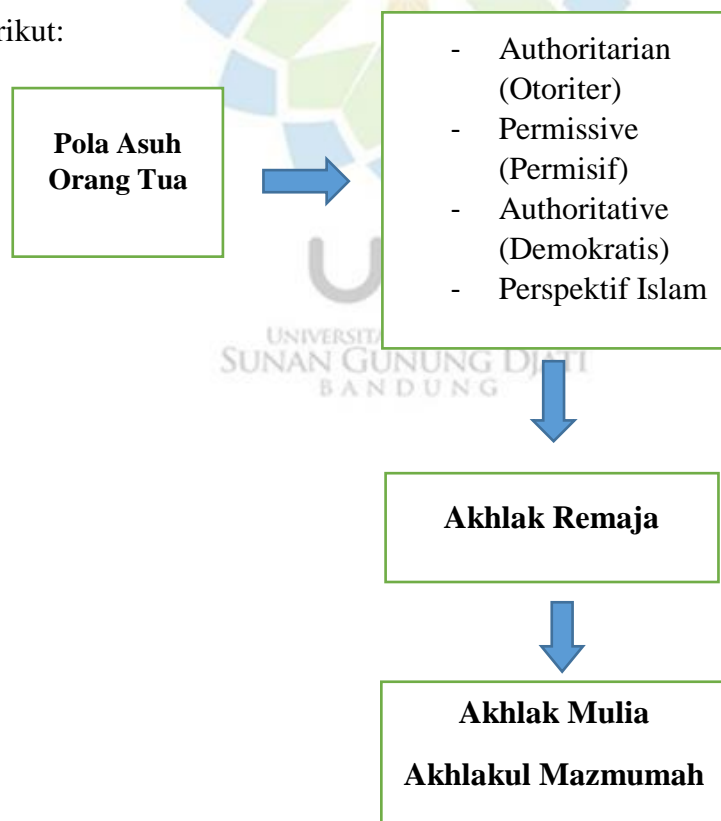 rikut:
Pola Asuh
Orang Tua
- Authoritarian
(Otoriter)
- Permissive
(Permisif)
- Authoritative
(Demokratis)
- Perspektif Islam
U
UNIVERSITA
SUNAN GUNUNG DJATI
BANDUNG
Akhlak Remaja
Akhlak Mulia
Akhlakul Mazmumah